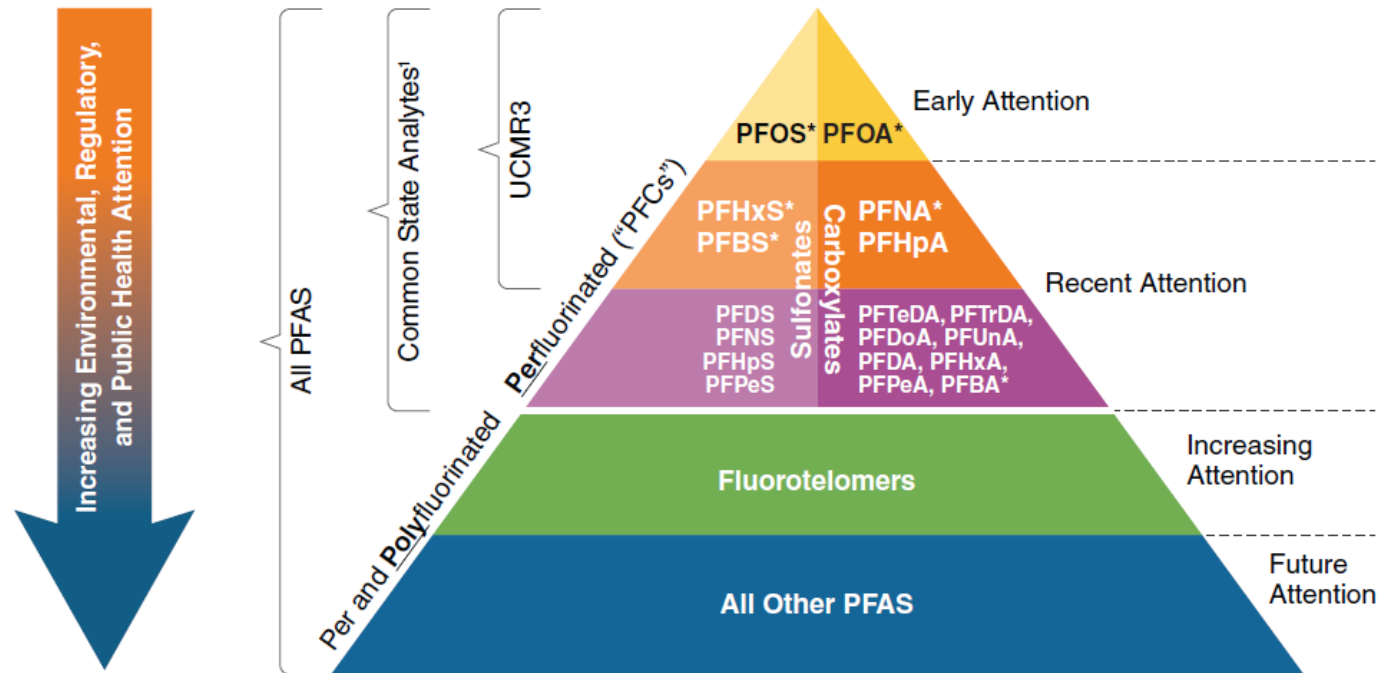 Increasing Environmental, Regulatory,
and Public Health Attention
All PFAS
Common State Analytes¹
UCMR3
Perfluorinated (“PFCs”)
Per and Polyfluorinated
PFOS* PFOA*
Early Attention
Sulfonates
Carboxylates
PFHxS*
PFBS*
PFNA*
PFHpA
Recent Attention
PFDS
PFNS
PFHpS
PFPeS
PFTeDA, PFTrDA,
PFDoA, PFUnA,
PFDA, PFHxA,
PFPeA, PFBA*
Fluorotelomers
Increasing
Attention
All Other PFAS
Future
Attention